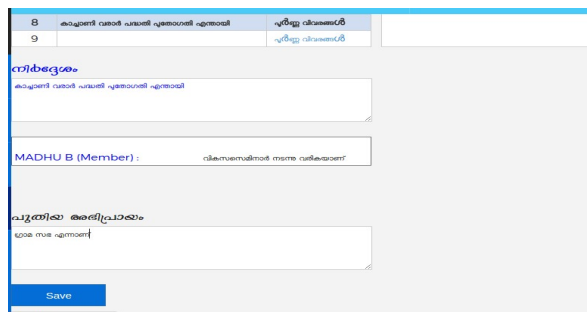 8 കാച്ചാണി വരാർ പദ്ധതി പുതോഗതി എന്തായി പൂർണ്ണ വിവരങ്ങൾ
9 പൂർണ്ണ വിവരങ്ങൾ
നിർദ്ദേശം
കാച്ചാണി വരാർ പദ്ധതി പുതോഗതി എന്തായി
MADHU B (Member) : വികസസെമിനാർ നടന്നു വരികയാണ്
പുതിയ അഭിപ്രായം
ഗ്രാമ സഭ എന്നാണ്
Save